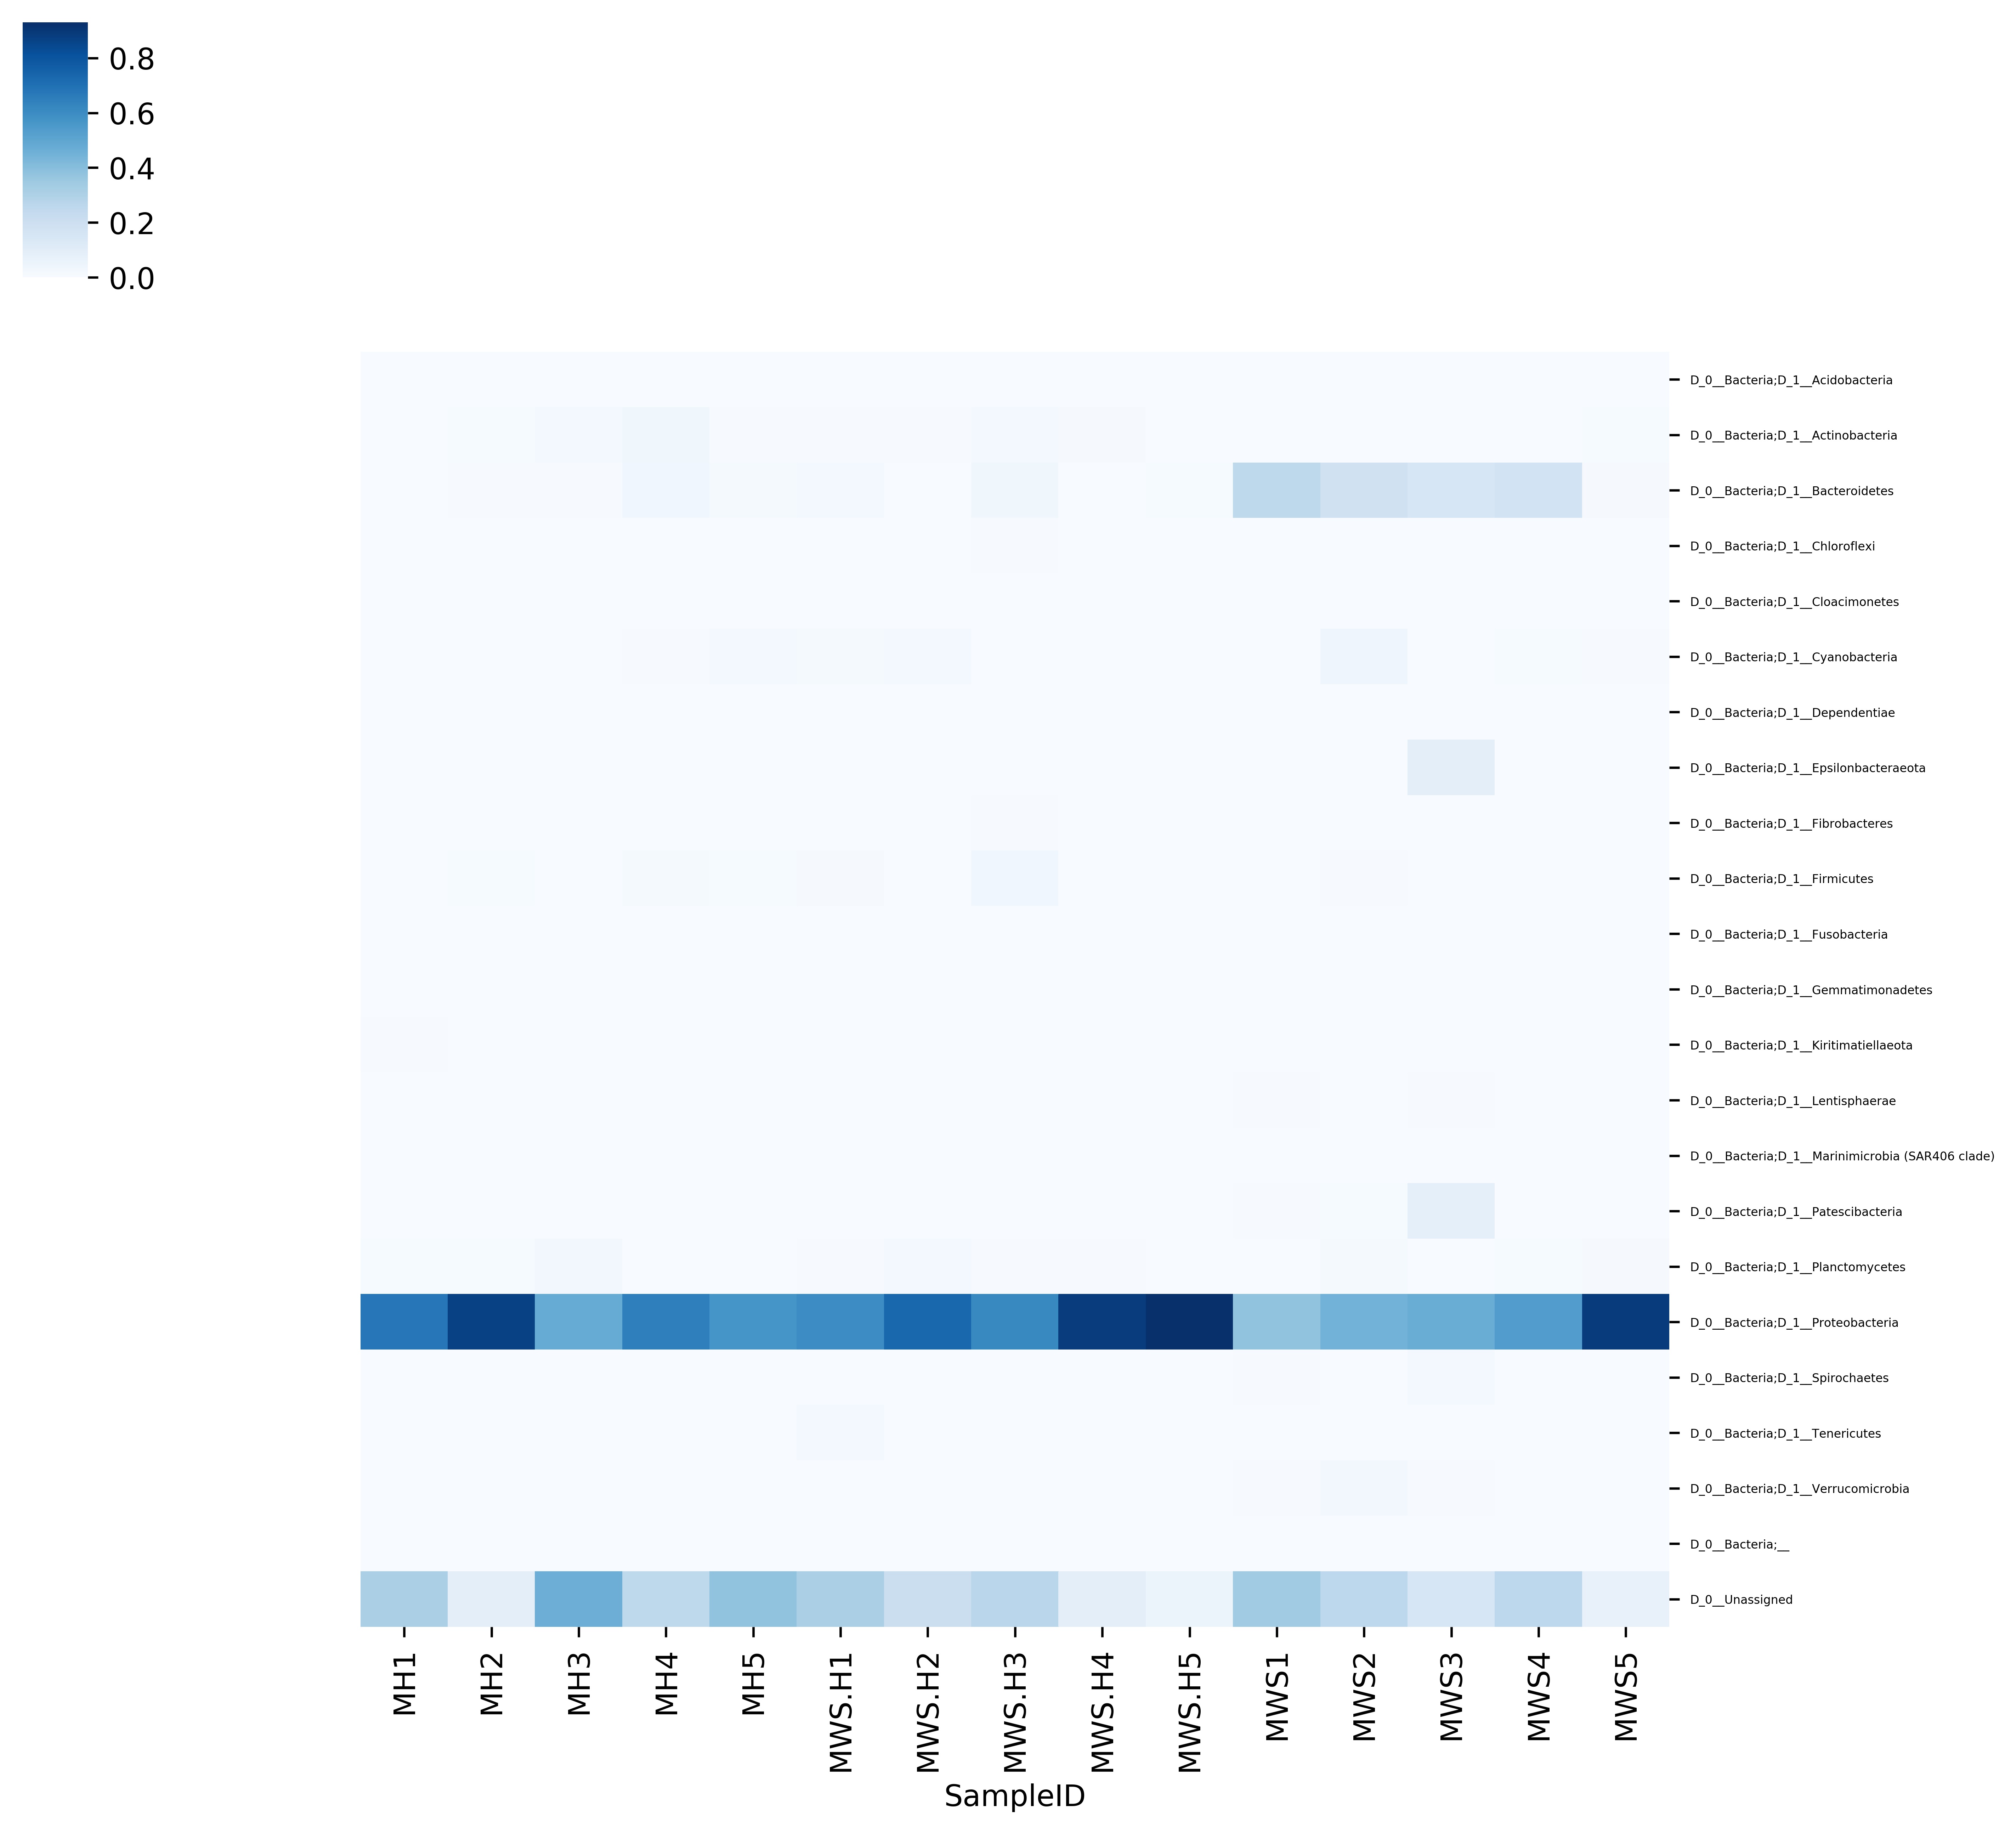 0.8
0.6
0.4
0.2
0.0
D_0__Bacteria;D_1__Acidobacteria
D_0__Bacteria;D_1__Actinobacteria
D_0__Bacteria;D_1__Bacteroidetes
D_0__Bacteria;D_1__Chloroflexi
D_0__Bacteria;D_1__Cloacimonetes
D_0__Bacteria;D_1__Cyanobacteria
D_0__Bacteria;D_1__Dependentiae
D_0__Bacteria;D_1__Epsilonbacteraeota
D_0__Bacteria;D_1__Fibrobacteres
D_0__Bacteria;D_1__Firmicutes
D_0__Bacteria;D_1__Fusobacteria
D_0__Bacteria;D_1__Gemmatimonadetes
D_0__Bacteria;D_1__Kiritimatiellaeota
D_0__Bacteria;D_1__Lentisphaerae
D_0__Bacteria;D_1__Marinimicrobia (SAR406 clade)
D_0__Bacteria;D_1__Patescibacteria
D_0__Bacteria;D_1__Planctomycetes
D_0__Bacteria;D_1__Proteobacteria
D_0__Bacteria;D_1__Spirochaetes
D_0__Bacteria;D_1__Tenericutes
D_0__Bacteria;D_1__Verrucomicrobia
D_0__Bacteria;__
D_0__Unassigned
MH1
MH2
MH3
MH4
MH5
MWS.H1
MWS.H2
MWS.H3
MWS.H4
MWS.H5
MWS1
MWS2
MWS3
MWS4
MWS5
SampleID